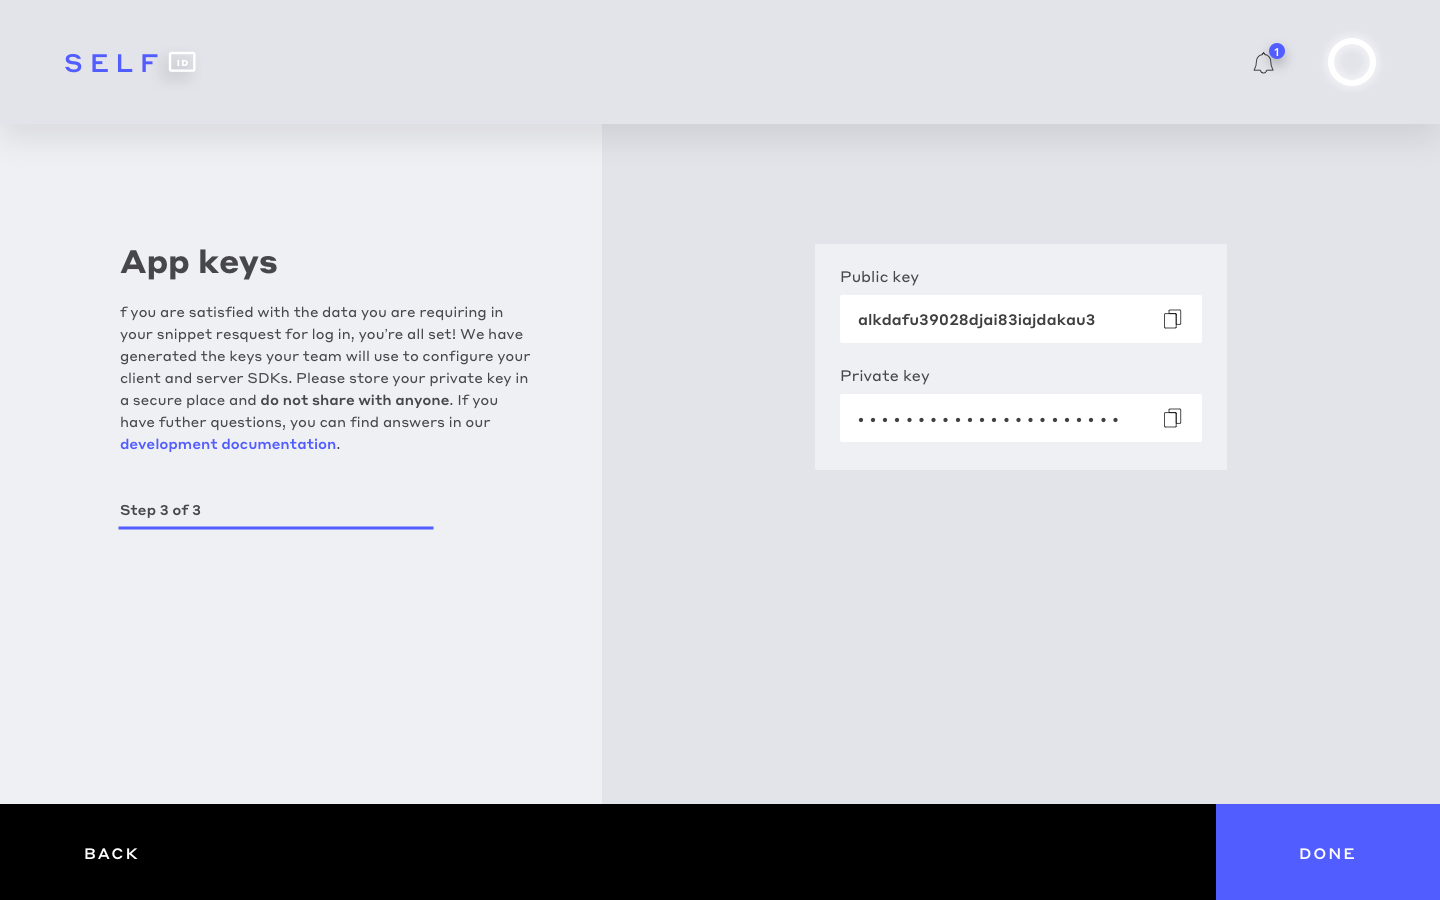 SELF ID
1
App keys
f you are satisfied with the data you are requiring in
your snippet resquest for log in, you're all set! We have
generated the keys your team will use to configure your
client and server SDKs. Please store your private key in
a secure place and do not share with anyone. If you
have futher questions, you can find answers in our
development documentation.
Step 3 of 3
Public key
alkdafu39028djai83iajdakau3
Private key
BACK
DONE